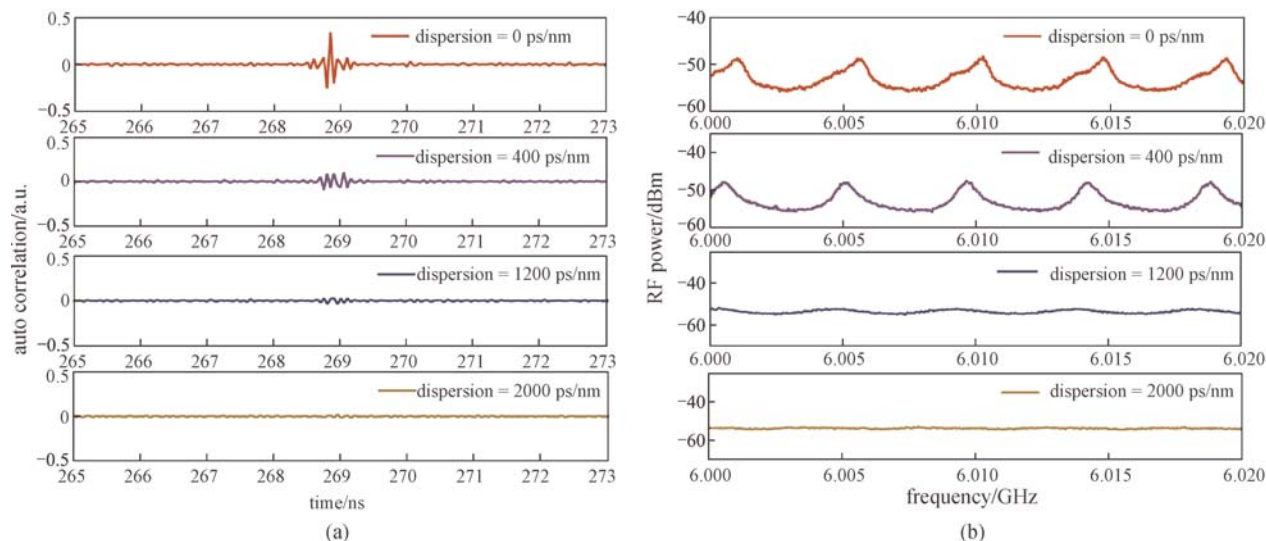 0.5
0
−0.5
dispersion = 0 ps/nm
265 266 267 268 269 270 271 272 273
0.5
0
−0.5
dispersion = 400 ps/nm
265 266 267 268 269 270 271 272 273
0.5
0
−0.5
dispersion = 1200 ps/nm
265 266 267 268 269 270 271 272 273
0.5
0
−0.5
dispersion = 2000 ps/nm
265 266 267 268 269 270 271 272 273
auto correlation/a.u.
time/ns
(a)
−40
−50
−60
dispersion = 0 ps/nm
6.000 6.005 6.010 6.015 6.020
−40
−50
−60
dispersion = 400 ps/nm
6.000 6.005 6.010 6.015 6.020
−40
−60
dispersion = 1200 ps/nm
6.000 6.005 6.010 6.015 6.020
−40
−60
dispersion = 2000 ps/nm
6.000 6.005 6.010 6.015 6.020
RF power/dBm
frequency/GHz
(b)